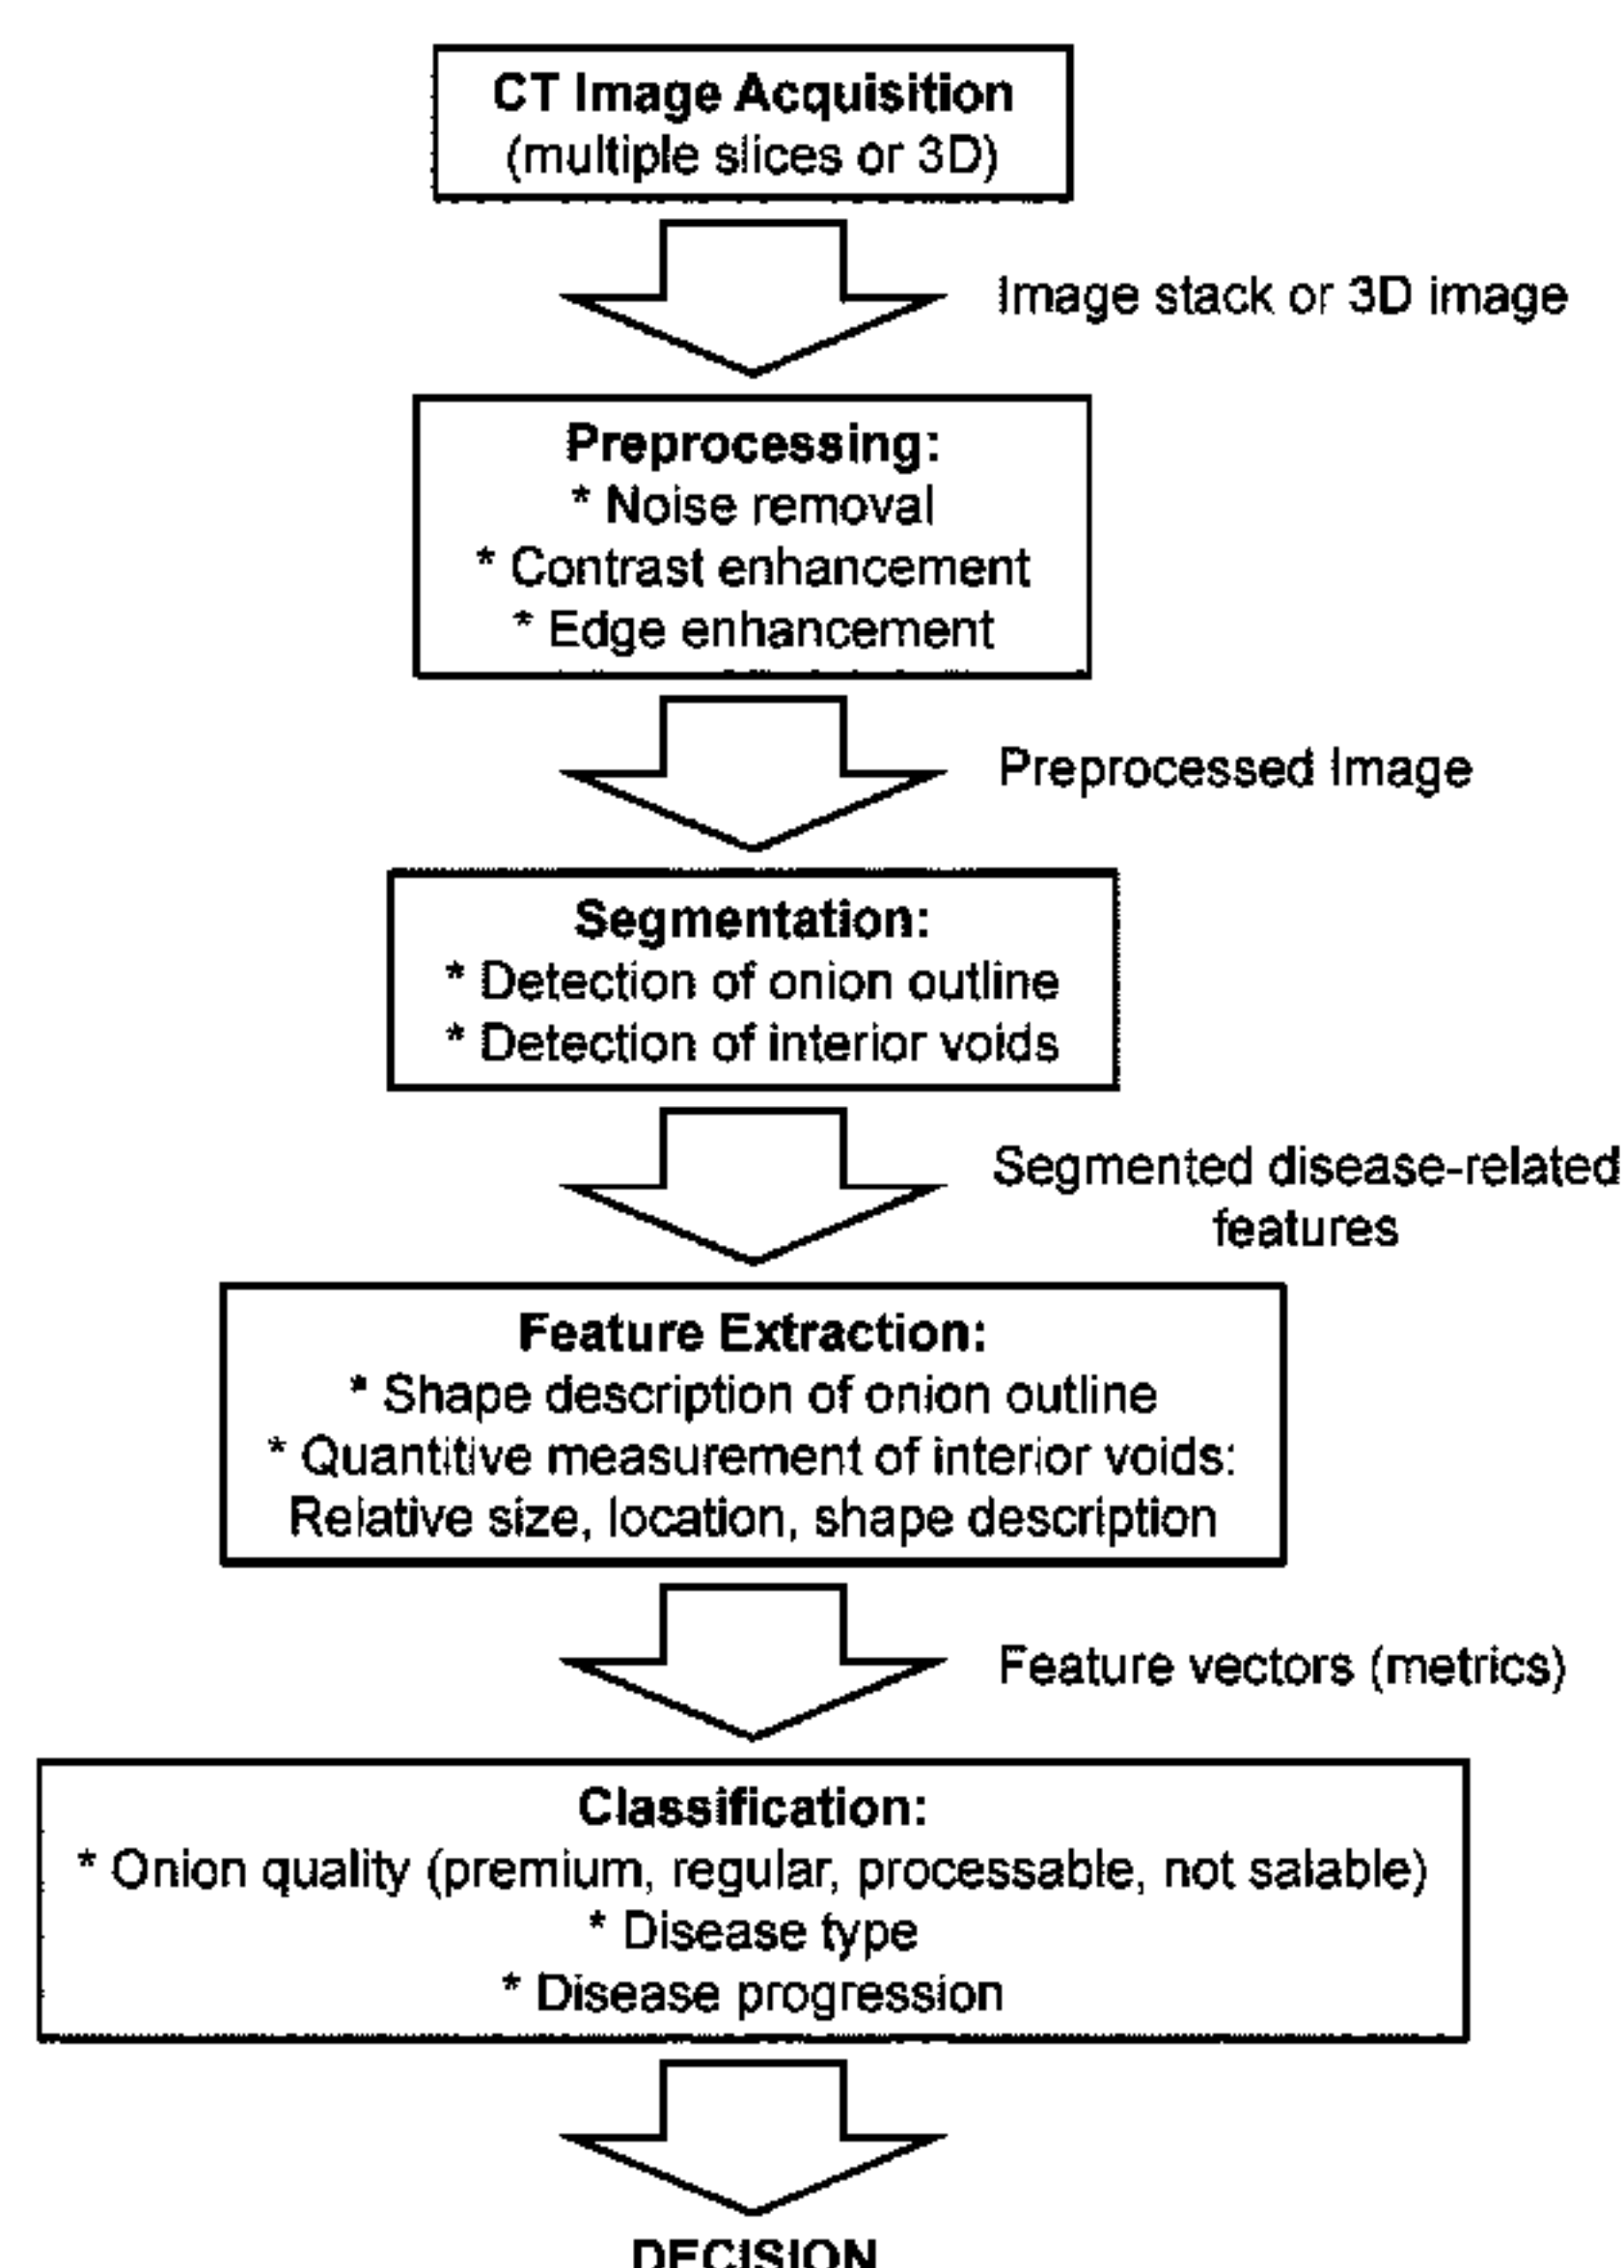 CT Image Acquisition
(multiple slices or 3D)
Image stack or 3D image
Preprocessing:
* Noise removal
* Contrast enhancement
* Edge enhancement
Preprocessed Image
Segmentation:
* Detection of onion outline
* Detection of interior voids
Segmented disease-related
features
Feature Extraction:
* Shape description of onion outline
* Quantitive measurement of interior voids:
Relative size, location, shape description
Feature vectors (metrics)
Classification:
* Onion quality (premium, regular, processable, not salable)
* Disease type
* Disease progression
DECISION